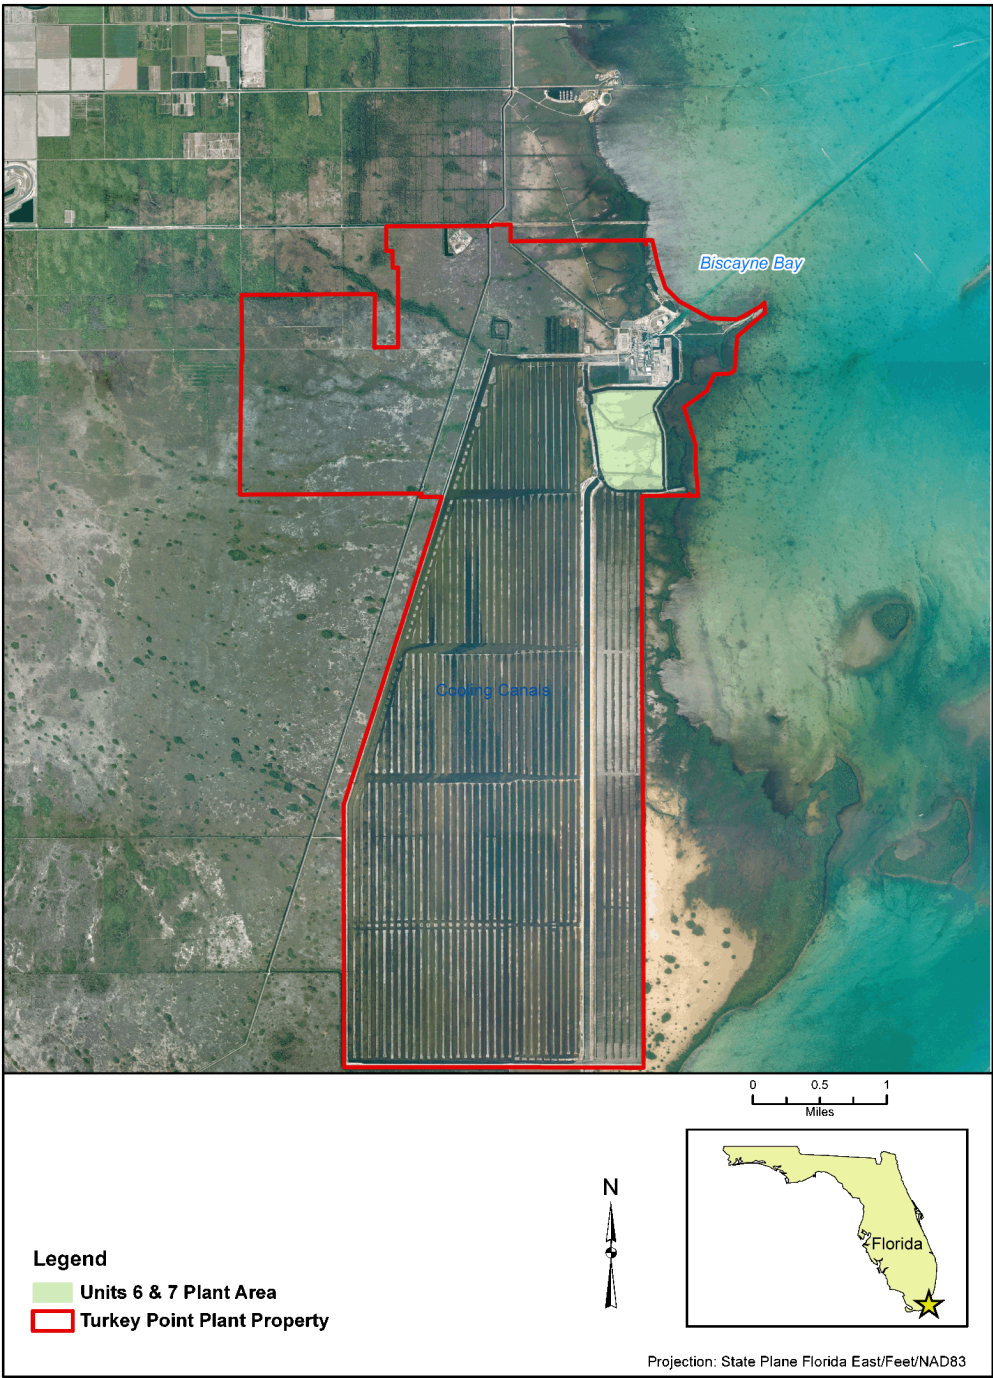 Biscayne Bay
Cooling Canals
0 0.5 1
Miles
N
Florida
Legend
Units 6 & 7 Plant Area
Turkey Point Plant Property
Projection: State Plane Florida East/Feet/NAD83